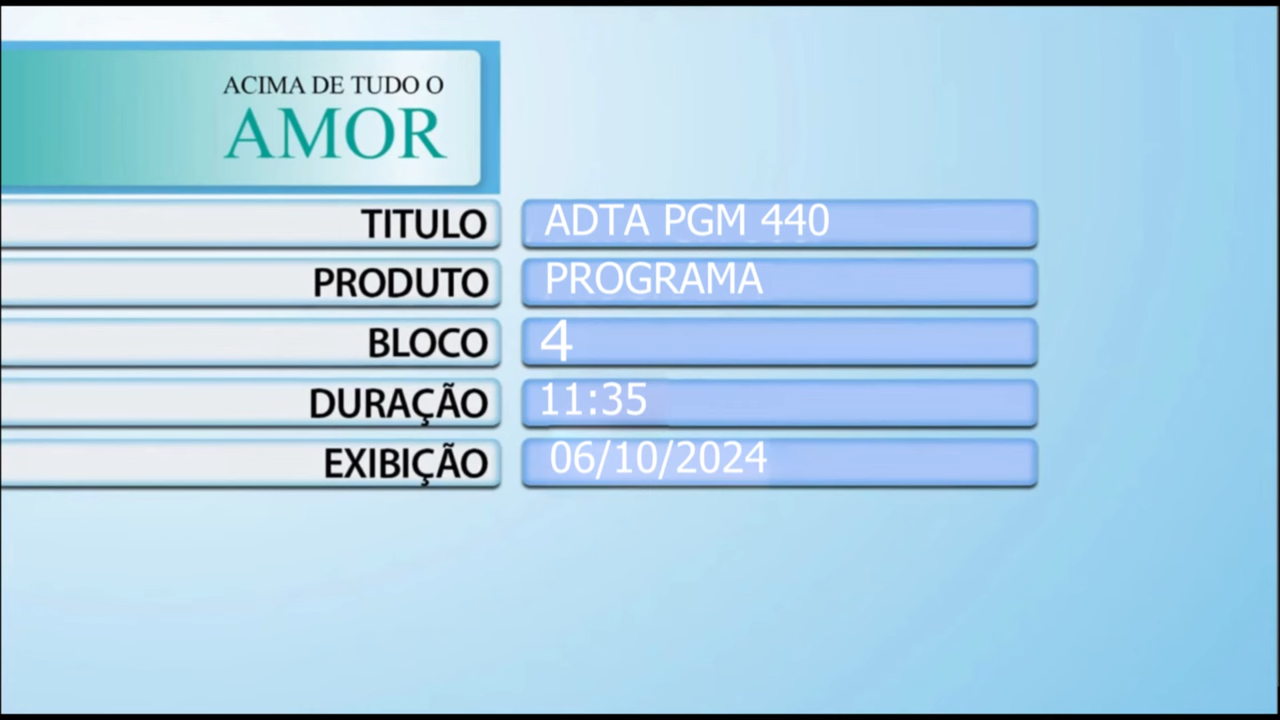 ACIMA DE TUDO O
AMOR
TITULO ADTA PGM 440
PRODUTO PROGRAMA
BLOCO 4
DURAÇÃO 11:35
EXIBIÇÃO 06/10/2024